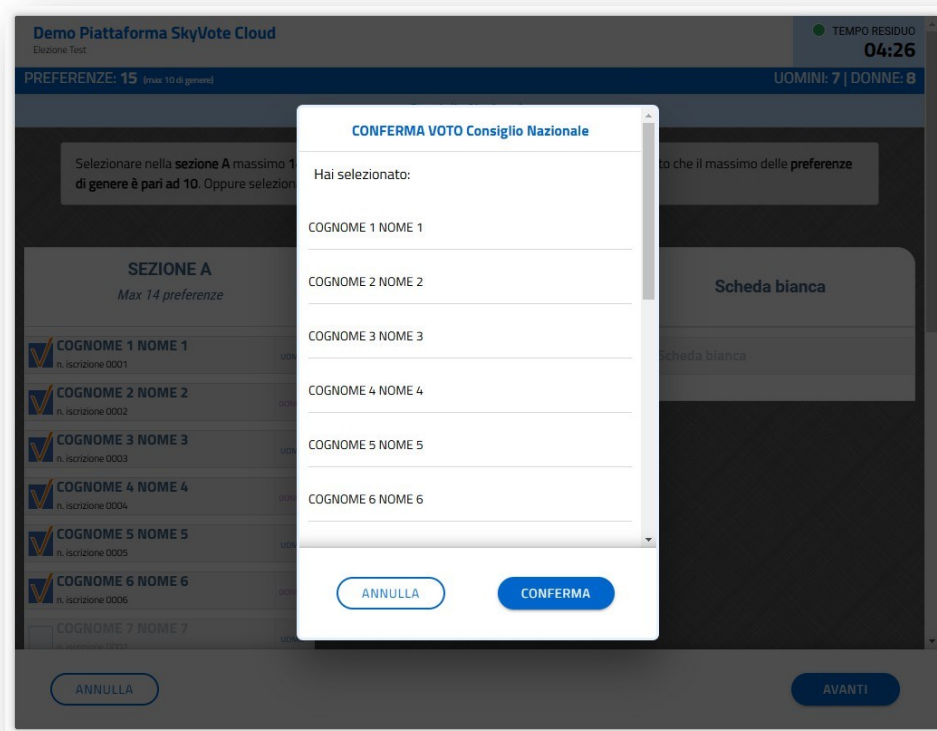 Demo Piattaforma SkyVote Cloud
Elezione Test
TEMPO RESIDUO
04:26
PREFERENZE: 15 (max 10 di genere)
UOMINI: 7 | DONNE: 8
Selezionare nella sezione A massimo
to che il massimo delle preferenze
di genere è pari ad 10. Oppure selezion
SEZIONE A
Max 14 preferenze
COGNOME 1 NOME 1
n. iscrizione 0001
COGNOME 2 NOME 2
n. iscrizione 0002
COGNOME 3 NOME 3
n. iscrizione 0003
COGNOME 4 NOME 4
n. iscrizione 0004
COGNOME 5 NOME 5
n. iscrizione 0005
COGNOME 6 NOME 6
n. iscrizione 0006
COGNOME 7 NOME 7
CONFERMA VOTO Consiglio Nazionale
Hai selezionato:
COGNOME 1 NOME 1
COGNOME 2 NOME 2
COGNOME 3 NOME 3
COGNOME 4 NOME 4
COGNOME 5 NOME 5
COGNOME 6 NOME 6
ANNULLA
CONFERMA
Scheda bianca
Scheda bianca
ANNULLA
AVANTI